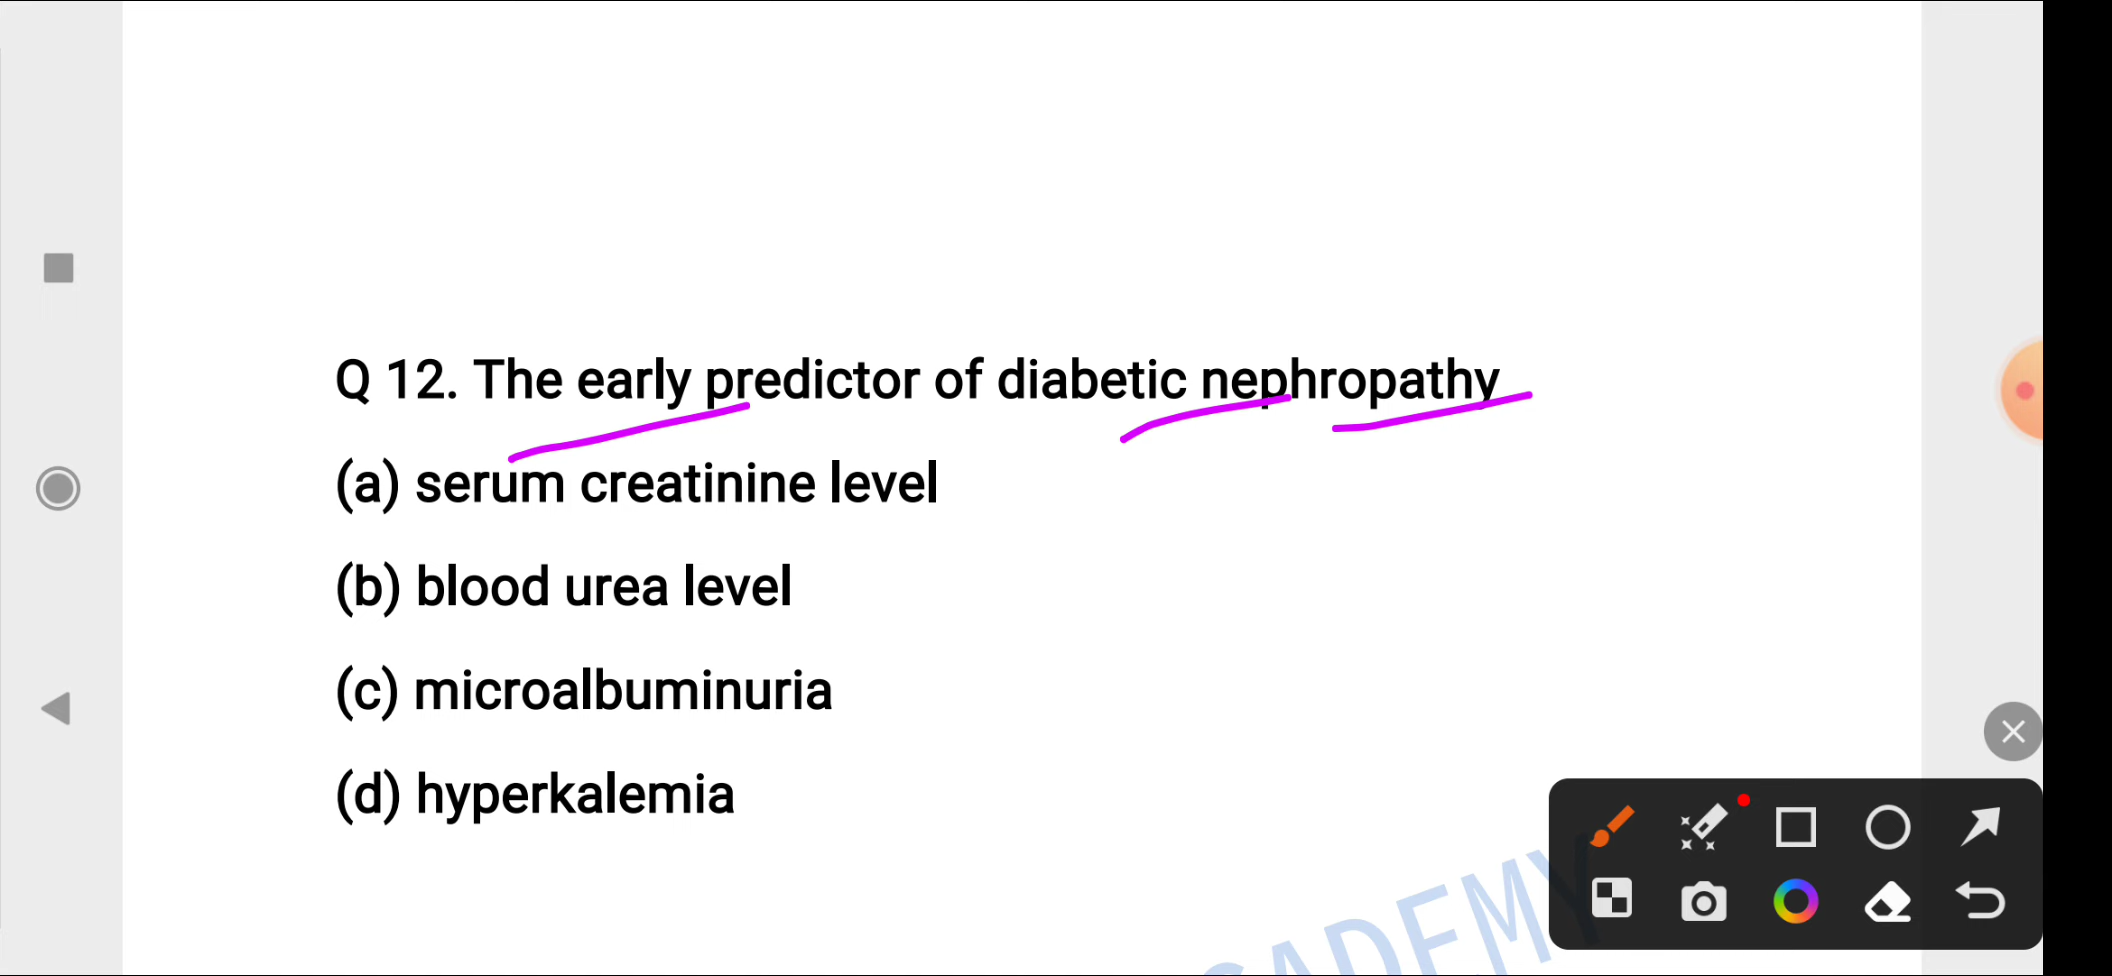 Q 12. The early predictor of diabetic nephropathy
(a) serum creatinine level
(b) blood urea level
(c) microalbuminuria
(d) hyperkalemia